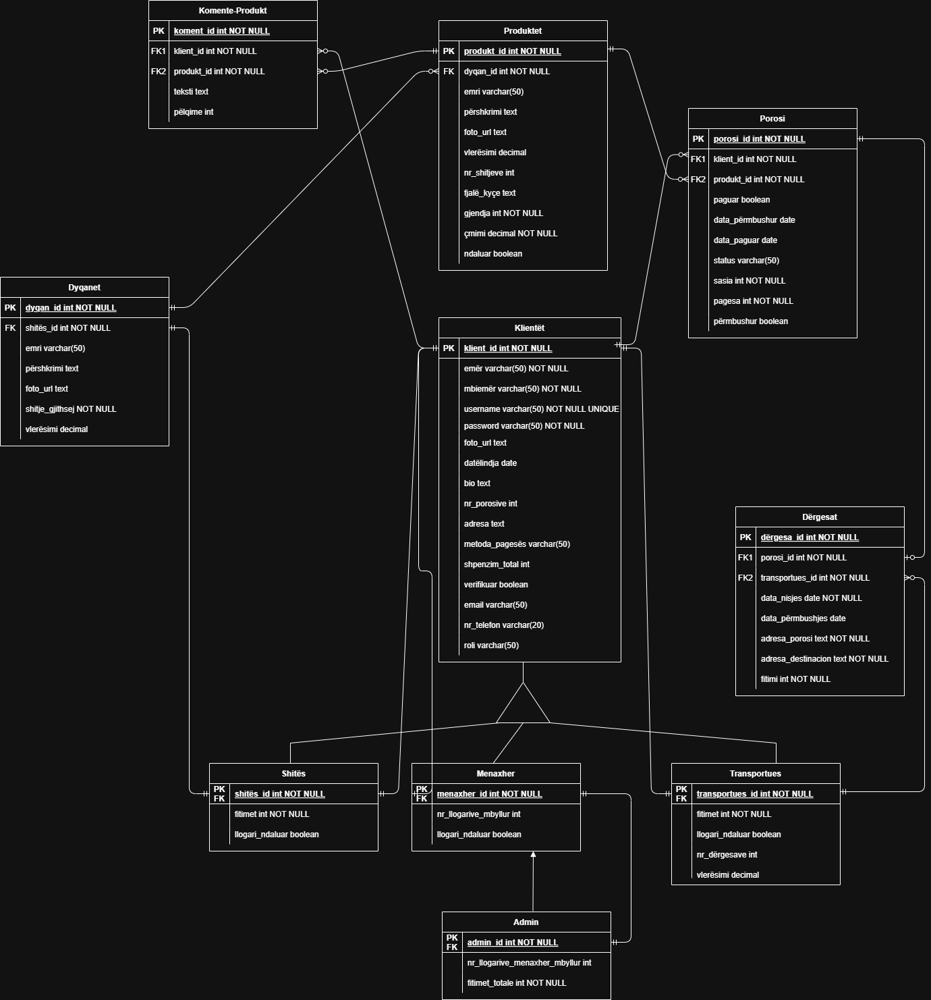 Komente-Produkt
PK koment_id int NOT NULL
FK1 klient_id int NOT NULL
FK2 produkt_id int NOT NULL
teksti text
pëlqime int
Produktet
PK produkt_id int NOT NULL
FK dyqan_id int NOT NULL
emri varchar(50)
përshkrimi text
foto_url text
vlerësimi decimal
nr_shitjeve int
fjalë_kyçe text
gjendja int NOT NULL
çmimi decimal NOT NULL
ndaluar boolean
Porosi
PK porosi_id int NOT NULL
FK1 klient_id int NOT NULL
FK2 produkt_id int NOT NULL
paguar boolean
data_përmbushur date
data_paguar date
status varchar(50)
sasia int NOT NULL
pagesa int NOT NULL
përmbushur boolean
Dyqanet
PK dyqan_id int NOT NULL
FK shitës_id int NOT NULL
emri varchar(50)
përshkrimi text
foto_url text
shitje_gjithsej NOT NULL
vlerësimi decimal
Klientët
PK klient_id int NOT NULL
emër varchar(50) NOT NULL
mbiemër varchar(50) NOT NULL
username varchar(50) NOT NULL UNIQUE
password varchar(50) NOT NULL
foto_url text
datëlindja date
bio text
nr_porosive int
adresa text
metoda_pagesës varchar(50)
shpenzim_total int
verifikuar boolean
email varchar(50)
nr_telefon varchar(20)
roli varchar(50)
Dërgesat
PK dërgesa_id int NOT NULL
FK1 porosi_id int NOT NULL
FK2 transportues_id int NOT NULL
data_nisjes date NOT NULL
data_përmbushjes date
adresa_porosi text NOT NULL
adresa_destinacion text NOT NULL
fitimi int NOT NULL
Shitës
PK
FK shitës_id int NOT NULL
fitimet int NOT NULL
llogari_ndaluar boolean
Menaxher
PK
FK menaxher_id int NOT NULL
nr_llogarive_mbyllur int
llogari_ndaluar boolean
Transportues
PK
FK transportues_id int NOT NULL
fitimet int NOT NULL
llogari_ndaluar boolean
nr_dërgesave int
vlerësimi decimal
Admin
PK
FK admin_id int NOT NULL
nr_llogarive_menaxher_mbyllur int
fitimet_totale int NOT NULL